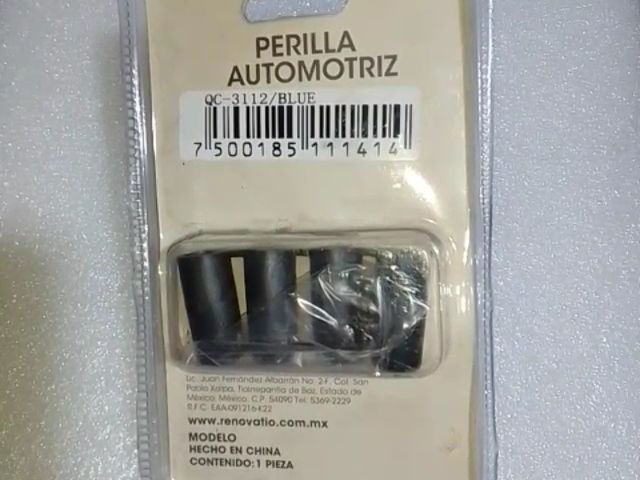 PERILLA
AUTOMOTRIZ
QC-3112/BLUE
7 500185 111414
Lic. Juan Fernández Albarrán No. 2-F, Col. San
Pablo Xalpa, Tlalnepantla de Baz, Estado de
México, México, C.P. 54090 Tel: 5369-2229
R.F.C. EAA-091216-K22
www.renovatio.com.mx
MODELO
HECHO EN CHINA
CONTENIDO: 1 PIEZA